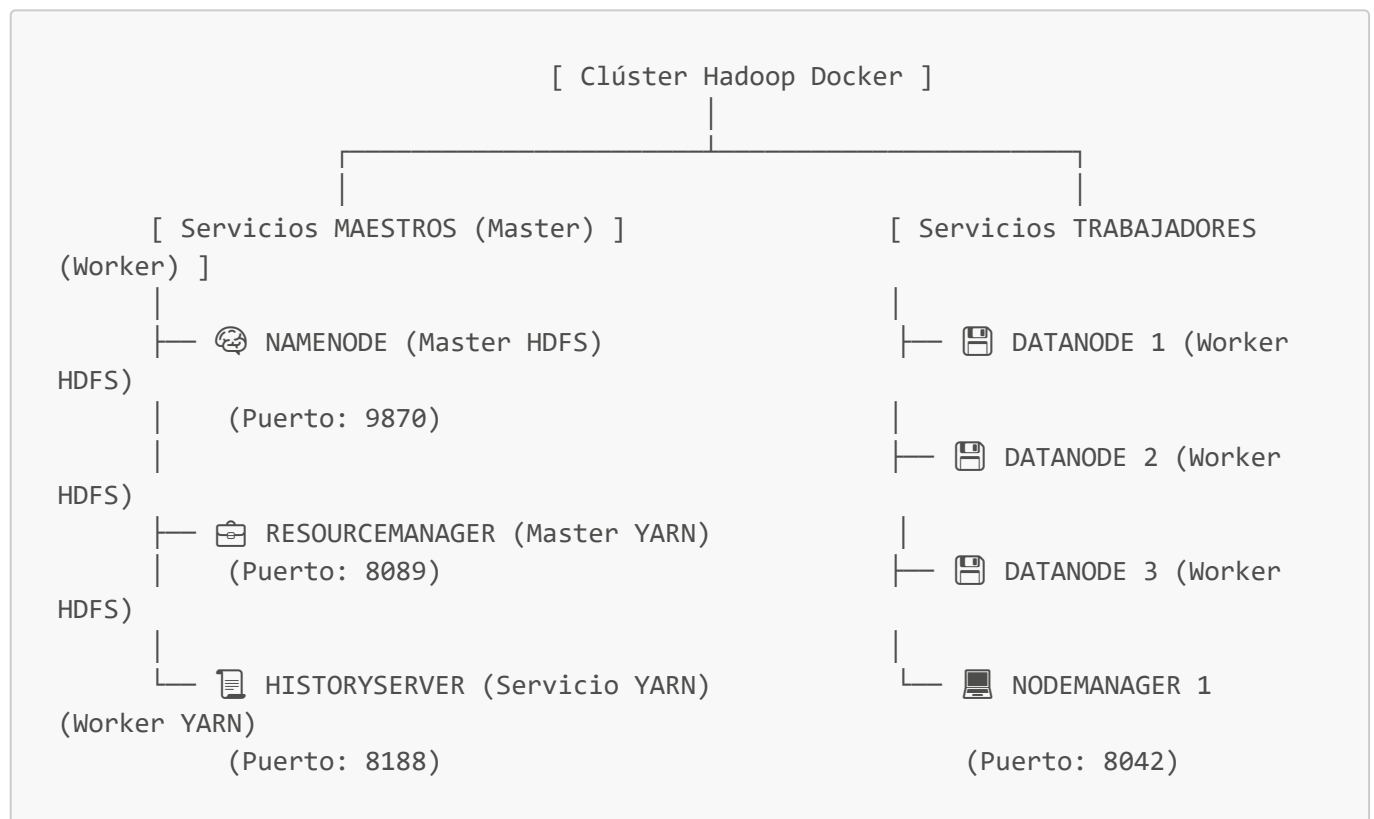 [ Clúster Hadoop Docker ]
[ Servicios MAESTROS (Master) ] [ Servicios TRABAJADORES
(Worker) ]
NAMENODE (Master HDFS) DATANODE 1 (Worker
HDFS)
(Puerto: 9870)
DATANODE 2 (Worker
HDFS)
RESOURCEMANAGER (Master YARN)
(Puerto: 8089) DATANODE 3 (Worker
HDFS)
HISTORYSERVER (Servicio YARN) NODEMANAGER 1
(Worker YARN)
(Puerto: 8188) (Puerto: 8042)